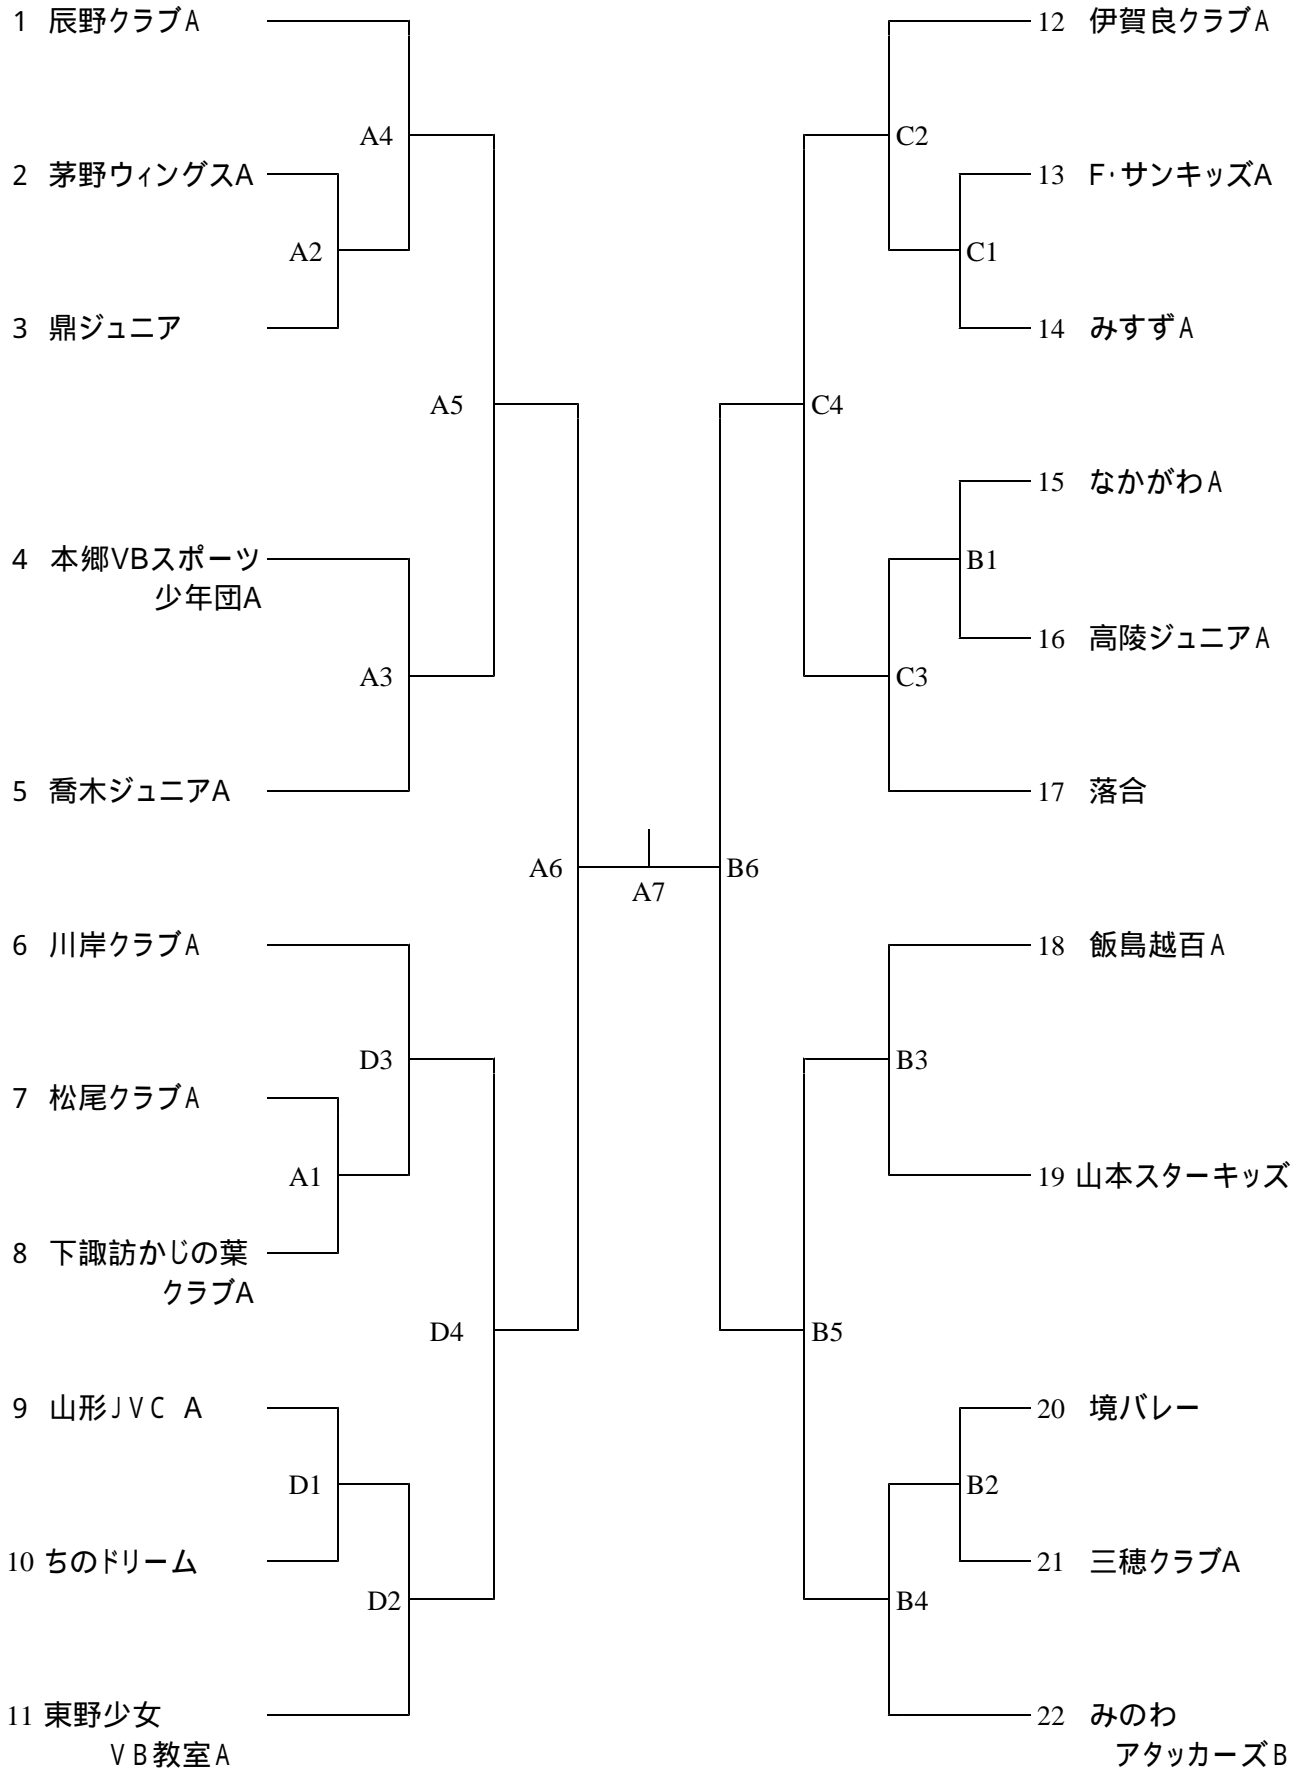 1 辰野クラブA
A4
2 茅野ウィングスA
A2
3 鼎ジュニア
A5
4 本郷VBスポーツ
少年団A
A3
5 喬木ジュニアA
A6
A7
6 川岸クラブA
D3
7 松尾クラブA
A1
8 下諏訪かじの葉
クラブA
D4
9 山形JVC A
D1
10 ちのドリーム
D2
11 東野少女
VB教室A
12 伊賀良クラブA
C2
13 F・サンキッズA
C1
14 みすずA
C4
15 なかがわA
B1
16 高陵ジュニアA
C3
17 落合
B6
18 飯島越百A
B3
19 山本スターキッズ
B5
20 境バレー
B2
21 三穂クラブA
B4
22 みのわ
アタッカーズB